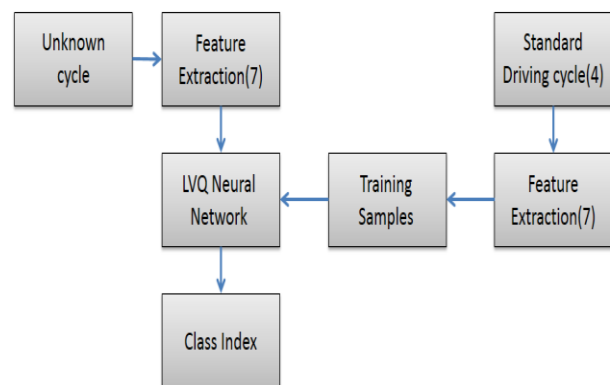 Unknown
cycle
Feature
Extraction(7)
Standard
Driving cycle(4)
LVQ Neural
Network
Training
Samples
Feature
Extraction(7)
Class Index